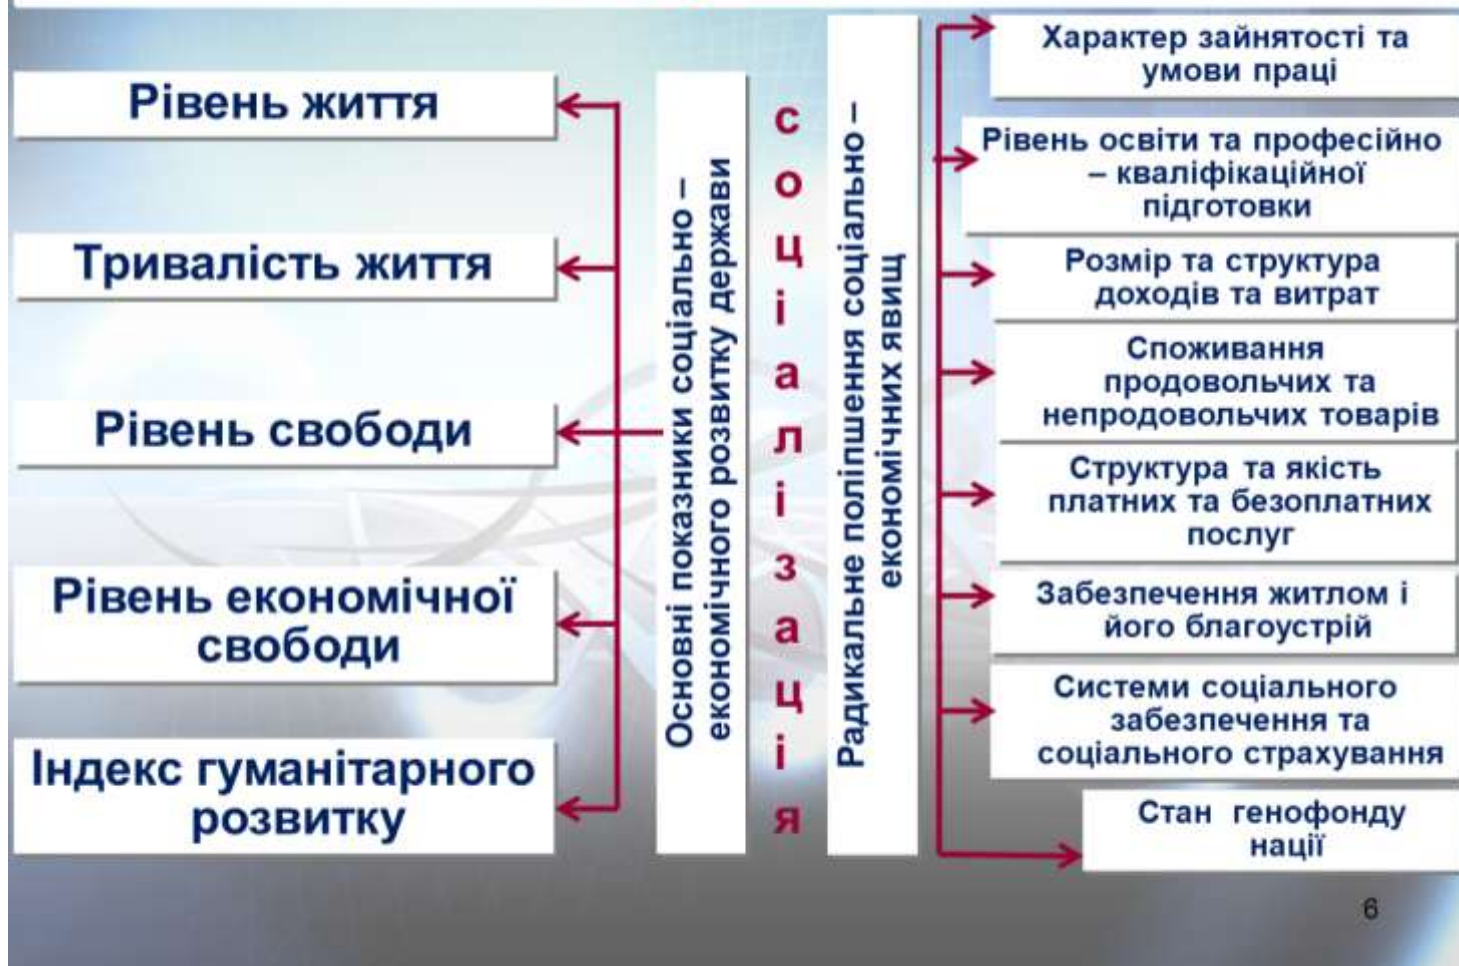 Рівень життя
Тривалість життя
Рівень свободи
Рівень економічної
свободи
Індекс гуманітарного
розвитку
Основні показники соціально –
економічного розвитку держави
соціалізація
Радикальне поліпшення соціально –
економічних явищ
Характер зайнятості та
умови праці
Рівень освіти та професійно
– кваліфікаційної
підготовки
Розмір та структура
доходів та витрат
Споживання
продовольчих та
непродовольчих товарів
Структура та якість
платних та безоплатних
послуг
Забезпечення житлом і
його благоустрій
Системи соціального
забезпечення та
соціального страхування
Стан генофонду
нації
6